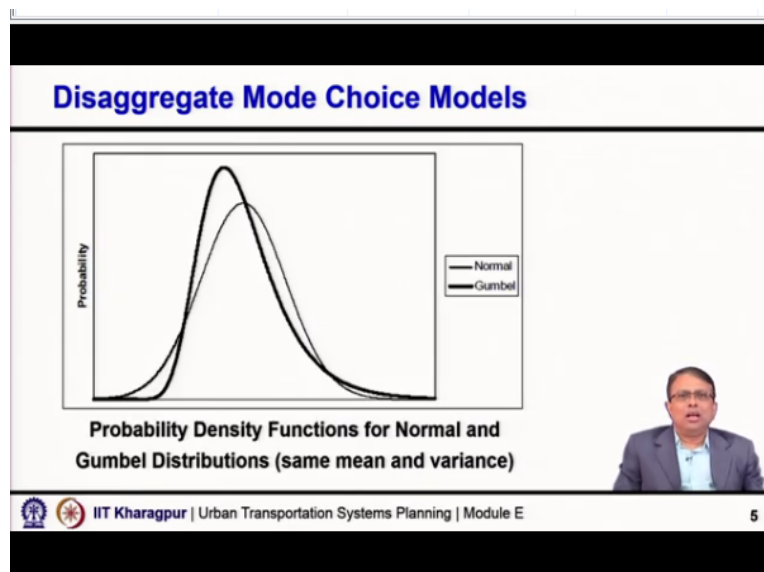 Disaggregate Mode Choice Models
Probability
Normal
Gumbel
Probability Density Functions for Normal and
Gumbel Distributions (same mean and variance)
IIT Kharagpur | Urban Transportation Systems Planning | Module E
5